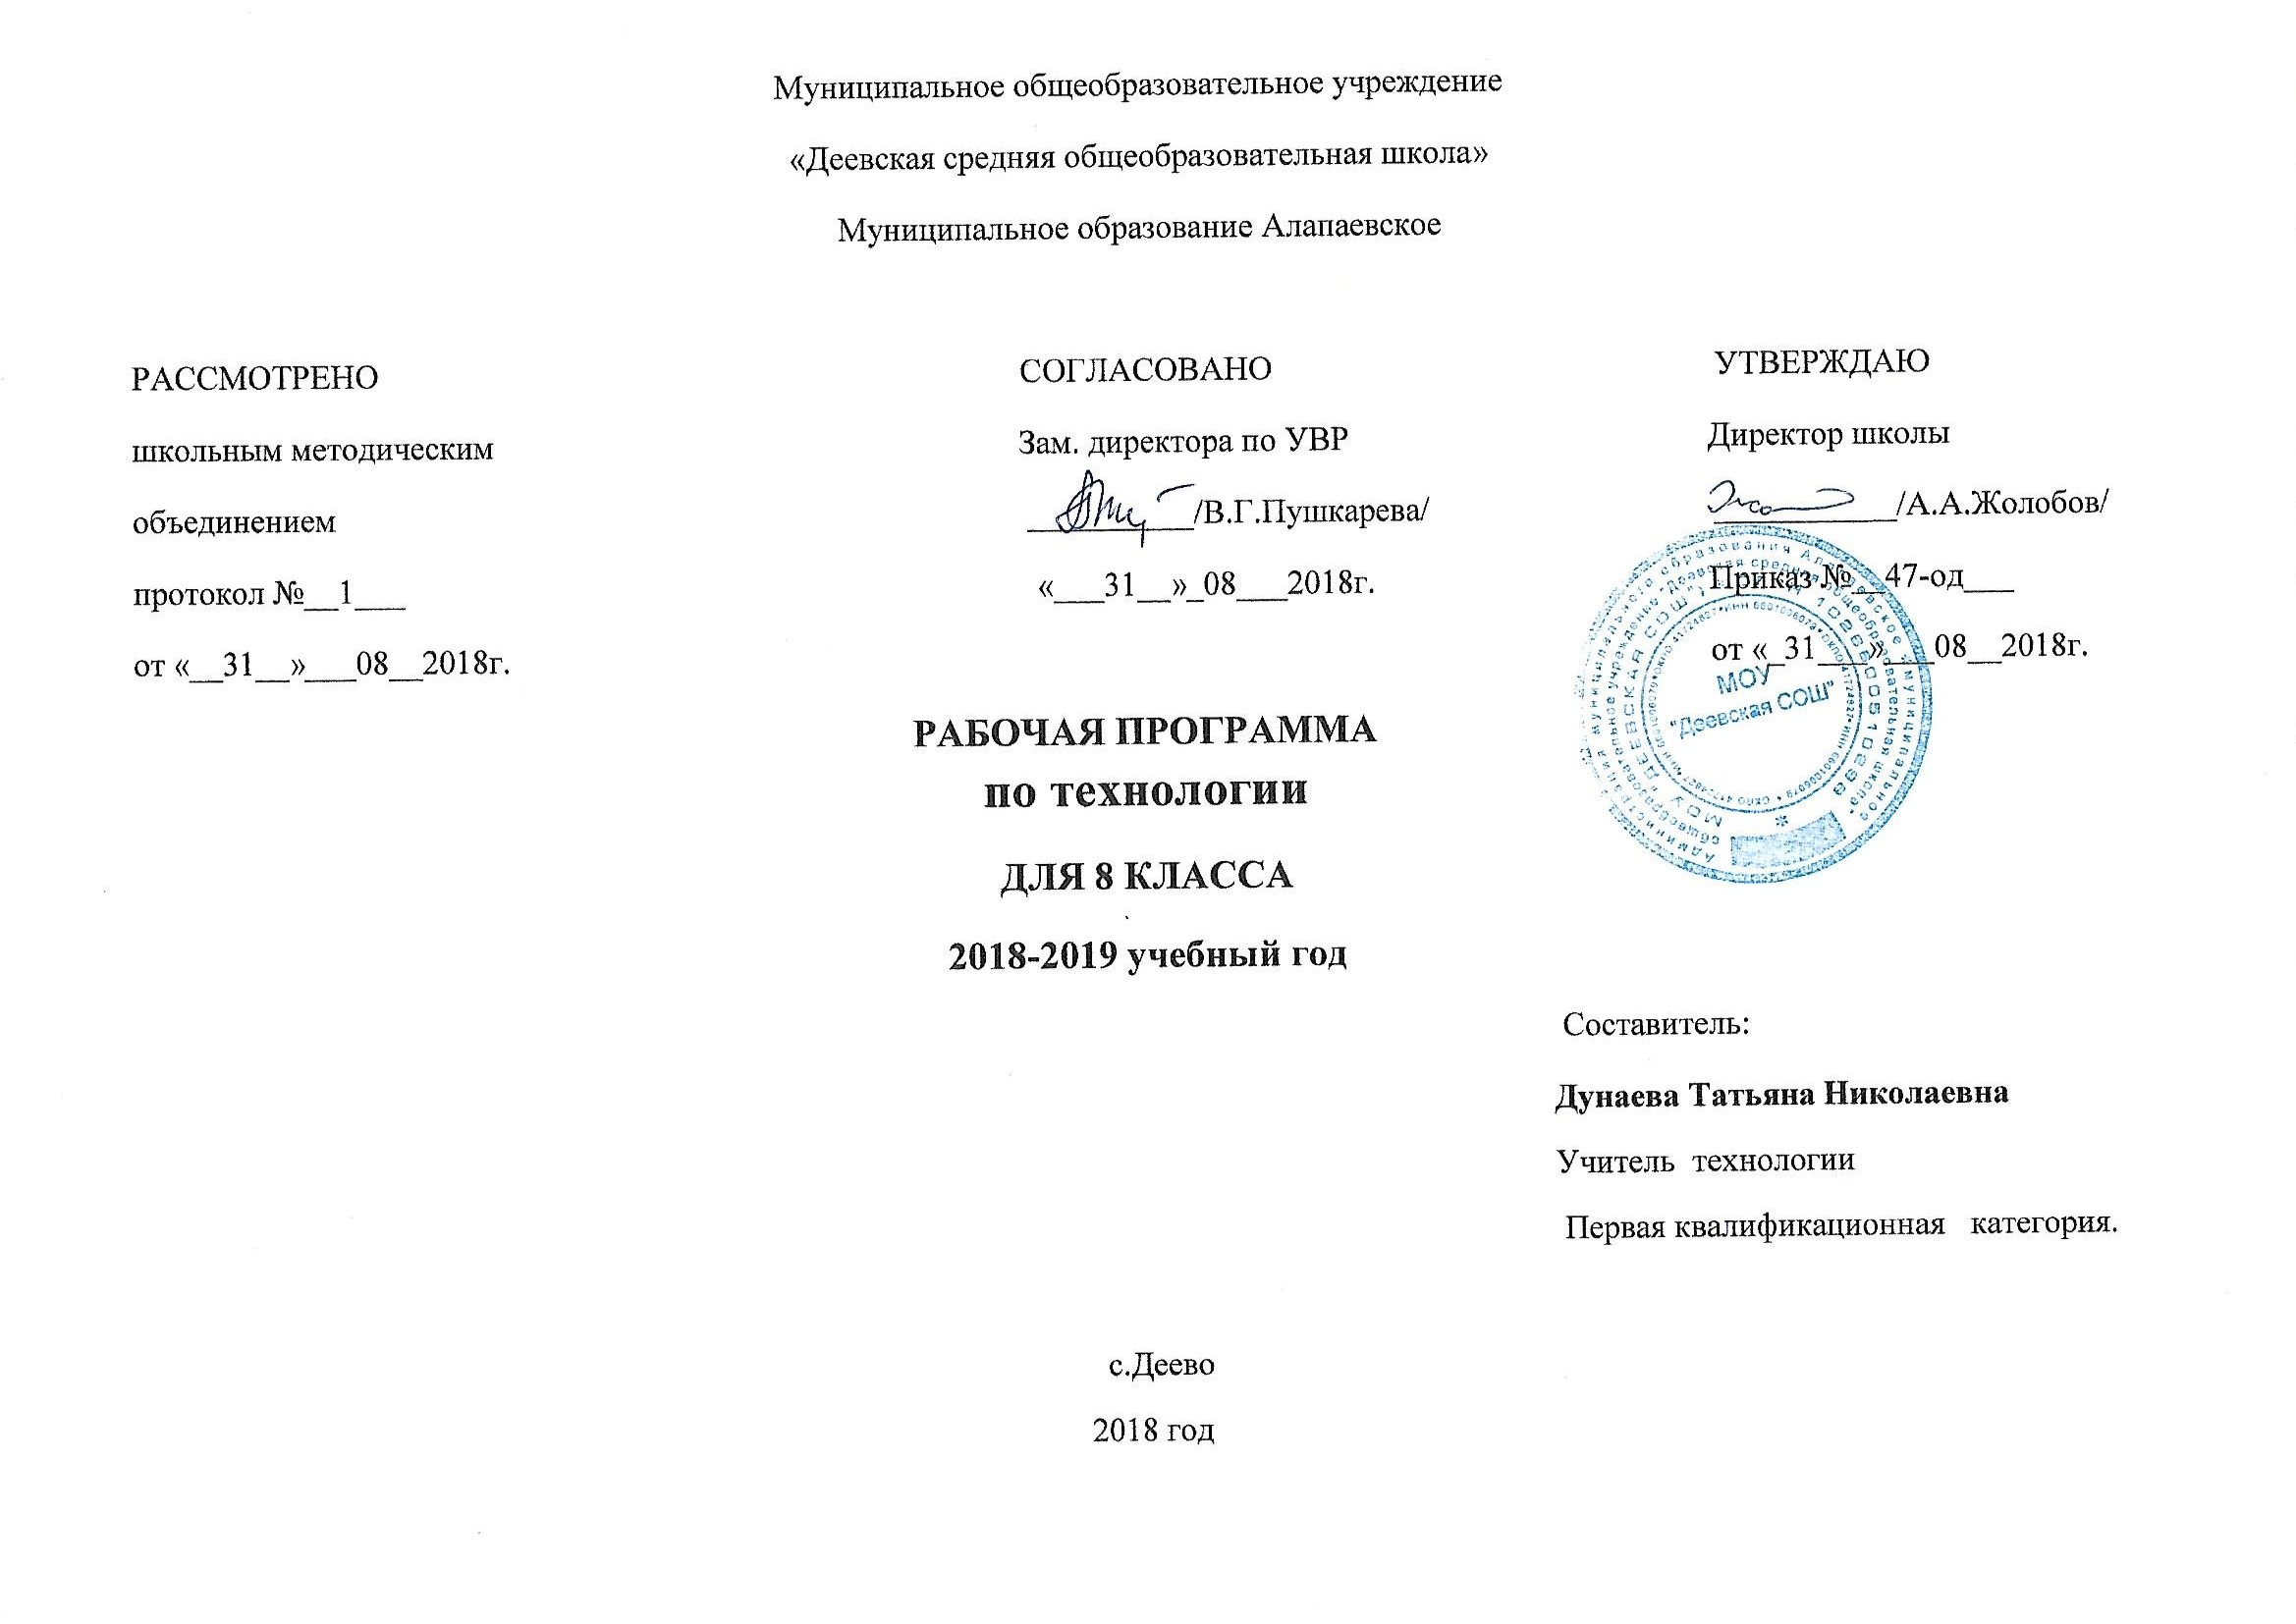 Муниципальное общеобразовательное учреждение
«Деевская средняя общеобразовательная школа»
Муниципальное образование Алапаевское
РАССМОТРЕНО
школьным методическим
объединением
протокол №__1___
от «__31__»___08__2018г.
СОГЛАСОВАНО
Зам. директора по УВР
__________/В.Г.Пушкарева/
«___31__»_08___2018г.
УТВЕРЖДАЮ
Директор школы
___________/А.А.Жолобов/
Приказ №__47-од___
от «_31___»___08__2018г.
МОУ
"Деевская СОШ"
РАБОЧАЯ ПРОГРАММА
по технологии
ДЛЯ 8 КЛАССА
2018-2019 учебный год
Составитель:
Дунаева Татьяна Николаевна
Учитель технологии
Первая квалификационная категория.
с.Деево
2018 год